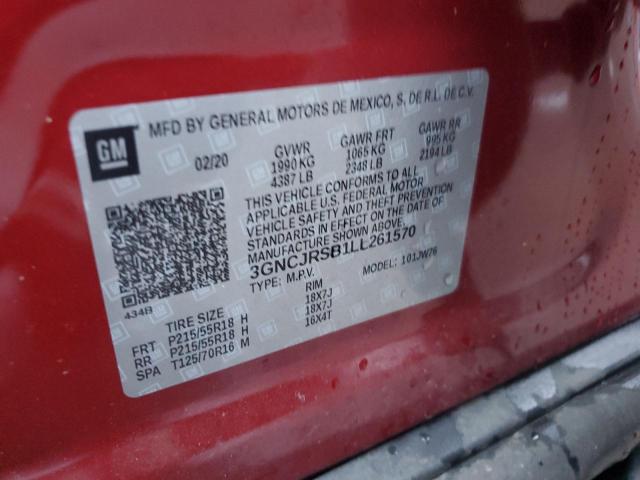 GM
MFD BY GENERAL MOTORS DE MEXICO, S. DE R.L. DE C.V.
02/20
GVWR GAWR FRT GAWR RR
1990 KG 1065 KG 995 KG
4387 LB 2348 LB 2194 LB
THIS VEHICLE CONFORMS TO ALL
APPLICABLE U.S. FEDERAL MOTOR
VEHICLE SAFETY AND THEFT PREVENTION
STANDARDS IN EFFECT ON THE DATE OF
MANUFACTURE SHOWN ABOVE.
3GNCJRSB1LL261570
TYPE: M.P.V. MODEL: 101JW76
434B
TIRE SIZE RIM
FRT P215/55R18 H 18X7J
RR P215/55R18 H 18X7J
SPA T125/70R16 M 16X4T